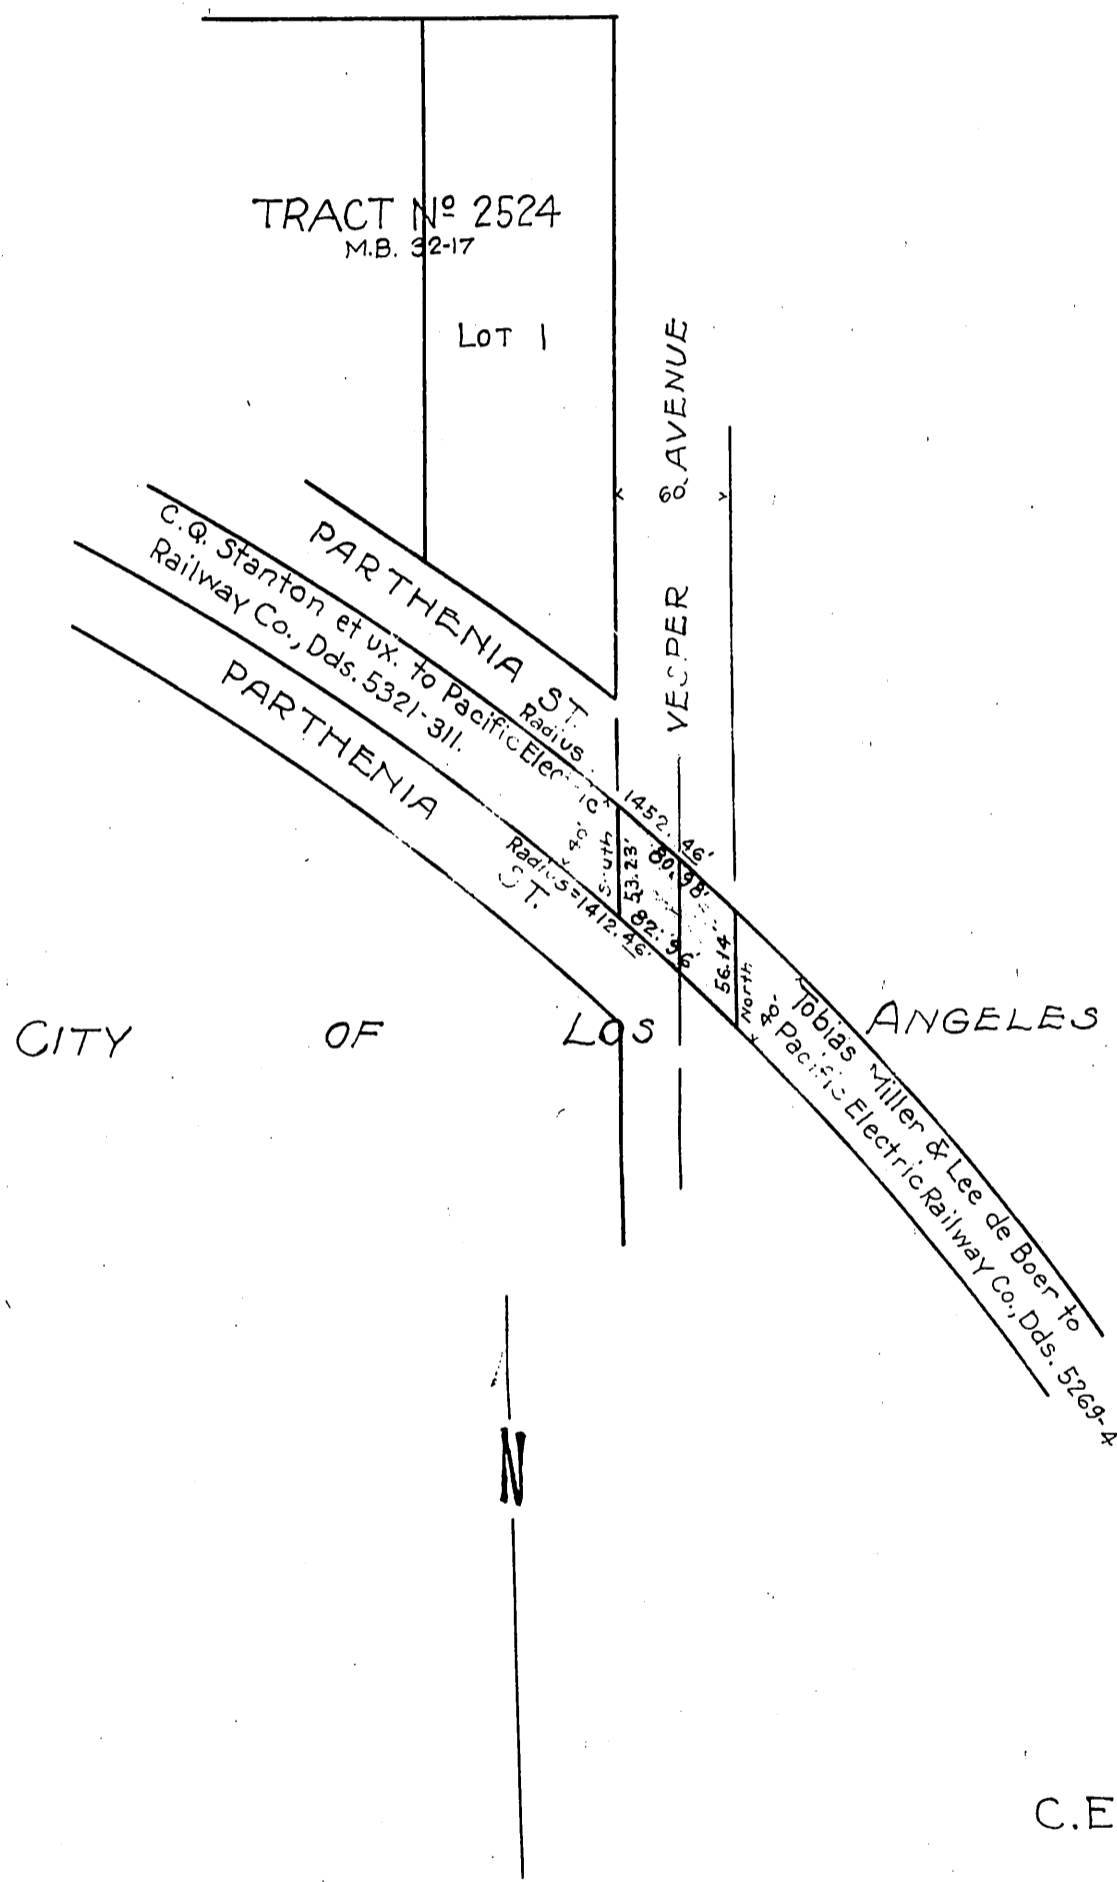 TRACT Nº 2524
M.B. 32-17
LOT 1
60
VESPER AVENUE
PARTHENIA ST.
C.Q. Stanton et ux. to Pacific Electric
Railway Co., Dds. 5321-311.
PARTHENIA
ST.
Radius
1452.46'
80.98'
40'
South
53.23'
Radius=1412.46'
82.96'
56.14'
North
40'
Tobias Miller & Lee de Boer to
Pacific Electric Railway Co., Dds. 5269-4
CITY OF LOS ANGELES
N
C.E